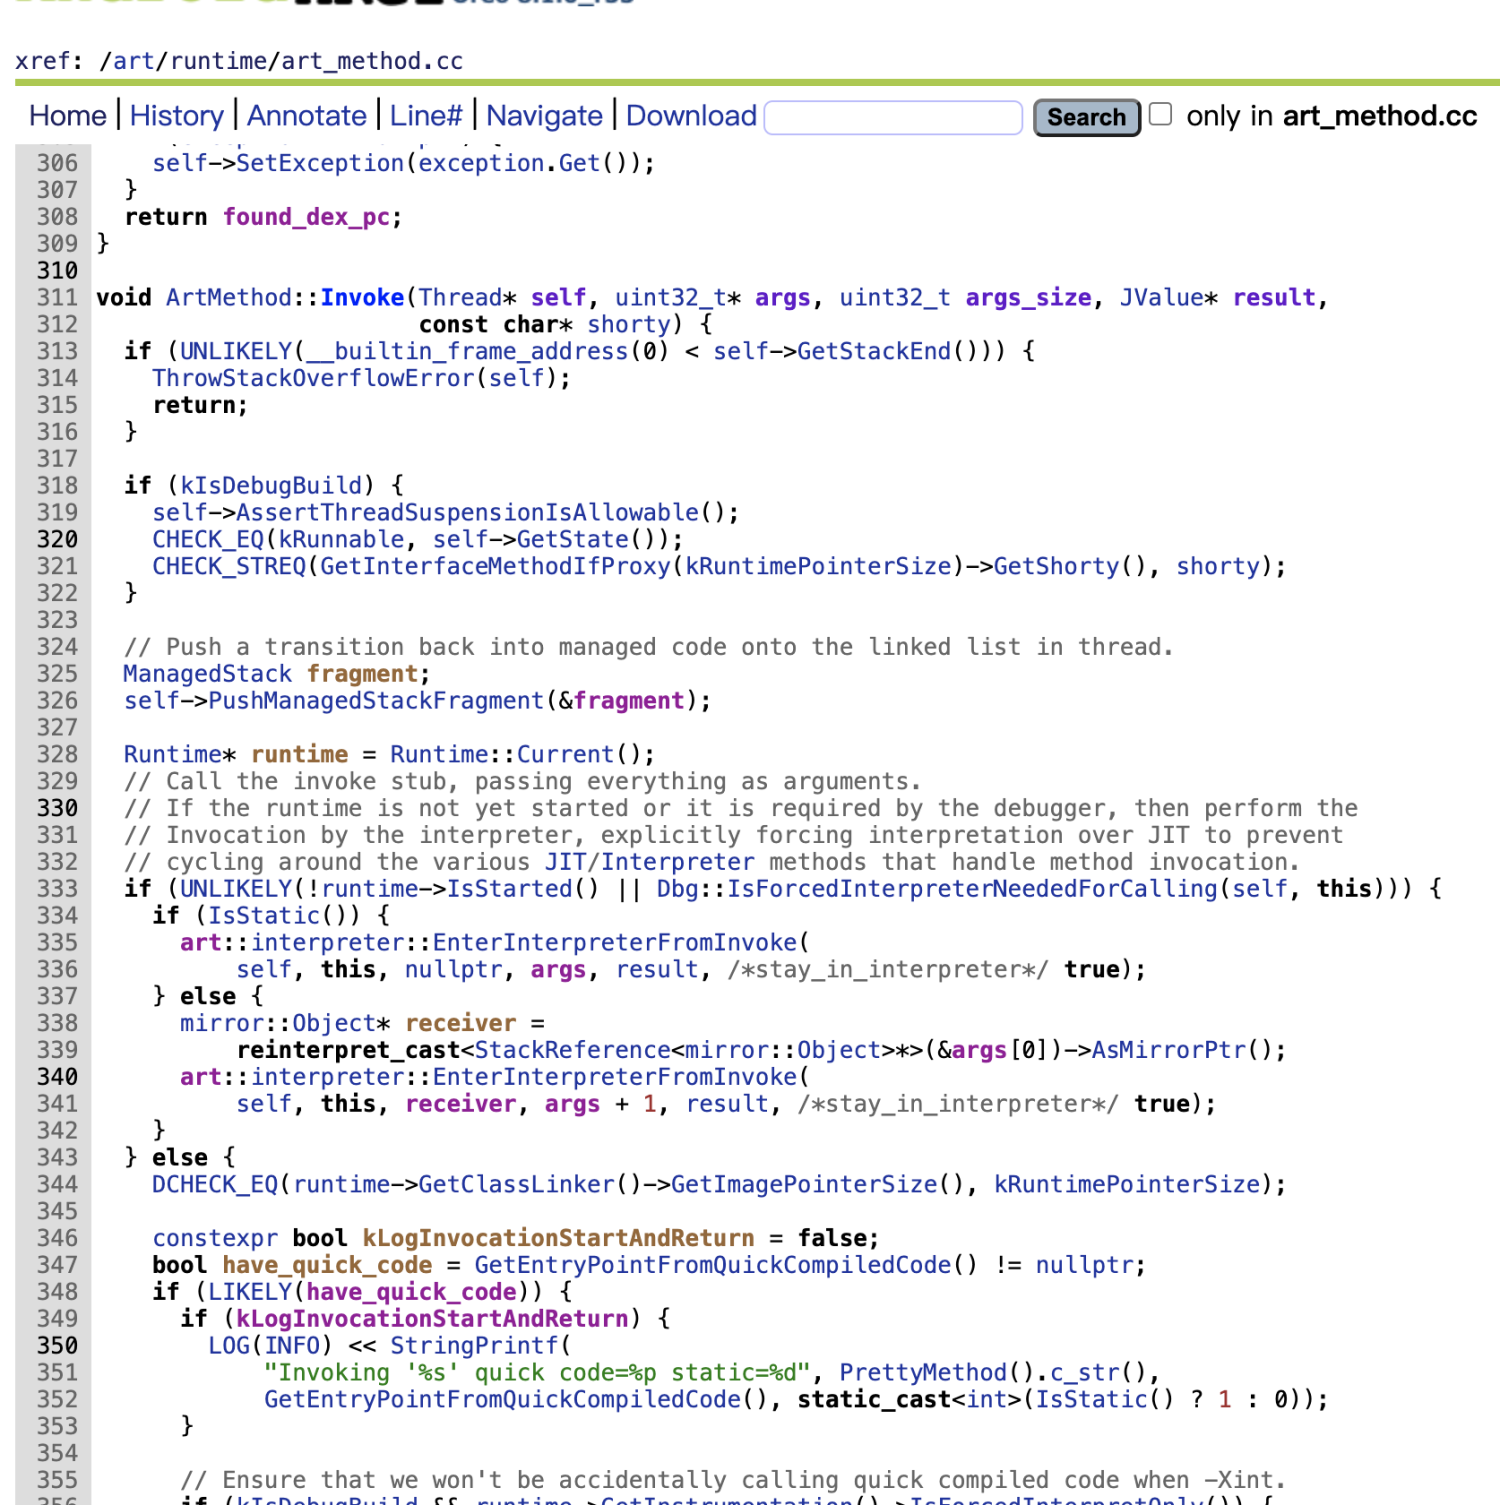 xref: /art/runtime/art_method.cc
Home | History | Annotate | Line# | Navigate | Download Search only in art_method.cc
306 self->SetException(exception.Get());
307 }
308 return found_dex_pc;
309 }
310
311 void ArtMethod::Invoke(Thread* self, uint32_t* args, uint32_t args_size, JValue* result,
312 const char* shorty) {
313 if (UNLIKELY(__builtin_frame_address(0) < self->GetStackEnd())) {
314 ThrowStackOverflowError(self);
315 return;
316 }
317
318 if (kIsDebugBuild) {
319 self->AssertThreadSuspensionIsAllowable();
320 CHECK_EQ(kRunnable, self->GetState());
321 CHECK_STREQ(GetInterfaceMethodIfProxy(kRuntimePointerSize)->GetShorty(), shorty);
322 }
323
324 // Push a transition back into managed code onto the linked list in thread.
325 ManagedStack fragment;
326 self->PushManagedStackFragment(&fragment);
327
328 Runtime* runtime = Runtime::Current();
329 // Call the invoke stub, passing everything as arguments.
330 // If the runtime is not yet started or it is required by the debugger, then perform the
331 // Invocation by the interpreter, explicitly forcing interpretation over JIT to prevent
332 // cycling around the various JIT/Interpreter methods that handle method invocation.
333 if (UNLIKELY(!runtime->IsStarted() || Dbg::IsForcedInterpreterNeededForCalling(self, this))) {
334 if (IsStatic()) {
335 art::interpreter::EnterInterpreterFromInvoke(
336 self, this, nullptr, args, result, /*stay_in_interpreter*/ true);
337 } else {
338 mirror::Object* receiver =
339 reinterpret_cast<StackReference<mirror::Object>*>(&args[0])->AsMirrorPtr();
340 art::interpreter::EnterInterpreterFromInvoke(
341 self, this, receiver, args + 1, result, /*stay_in_interpreter*/ true);
342 }
343 } else {
344 DCHECK_EQ(runtime->GetClassLinker()->GetImagePointerSize(), kRuntimePointerSize);
345
346 constexpr bool kLogInvocationStartAndReturn = false;
347 bool have_quick_code = GetEntryPointFromQuickCompiledCode() != nullptr;
348 if (LIKELY(have_quick_code)) {
349 if (kLogInvocationStartAndReturn) {
350 LOG(INFO) << StringPrintf(
351 "Invoking '%s' quick code=%p static=%d", PrettyMethod().c_str(),
352 GetEntryPointFromQuickCompiledCode(), static_cast<int>(IsStatic() ? 1 : 0));
353 }
354
355 // Ensure that we won't be accidentally calling quick compiled code when -Xint.
356 if (kIsDebugBuild && runtime->GetInstrumentation()->IsForcedInterpretOnly()) {